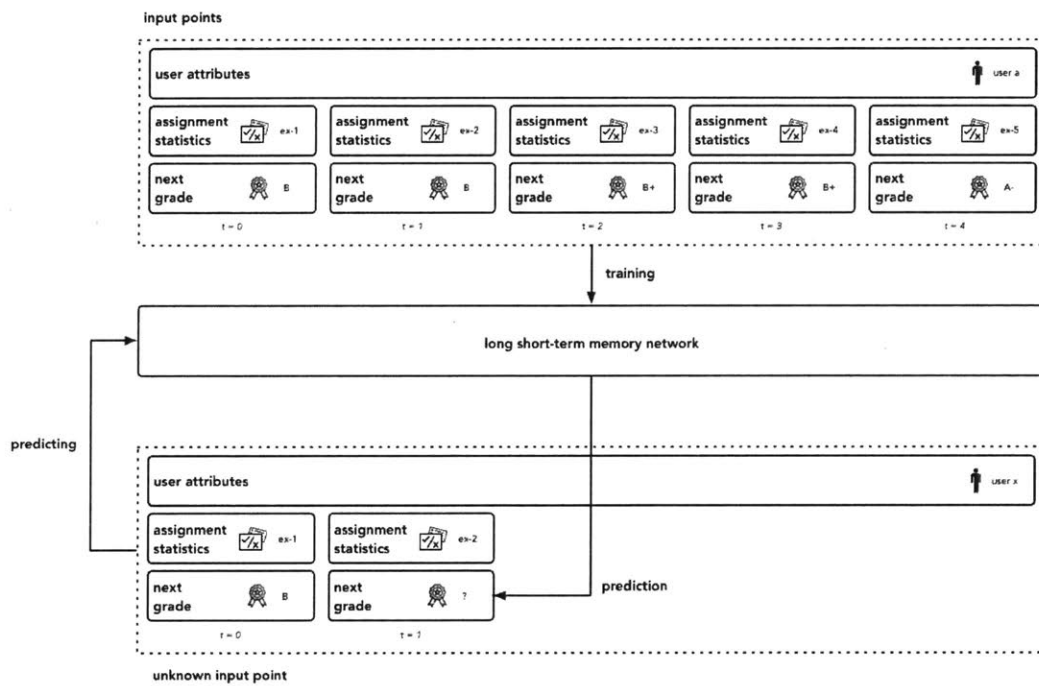 input points
user attributes
user a
assignment statistics
ex-1
assignment statistics
ex-2
assignment statistics
ex-3
assignment statistics
ex-4
assignment statistics
ex-5
next grade
B
next grade
B
next grade
B+
next grade
B+
next grade
A-
t = 0
t = 1
t = 2
t = 3
t = 4
training
long short-term memory network
predicting
user attributes
user x
assignment statistics
ex-1
assignment statistics
ex-2
next grade
B
next grade
?
prediction
t = 0
t = 1
unknown input point